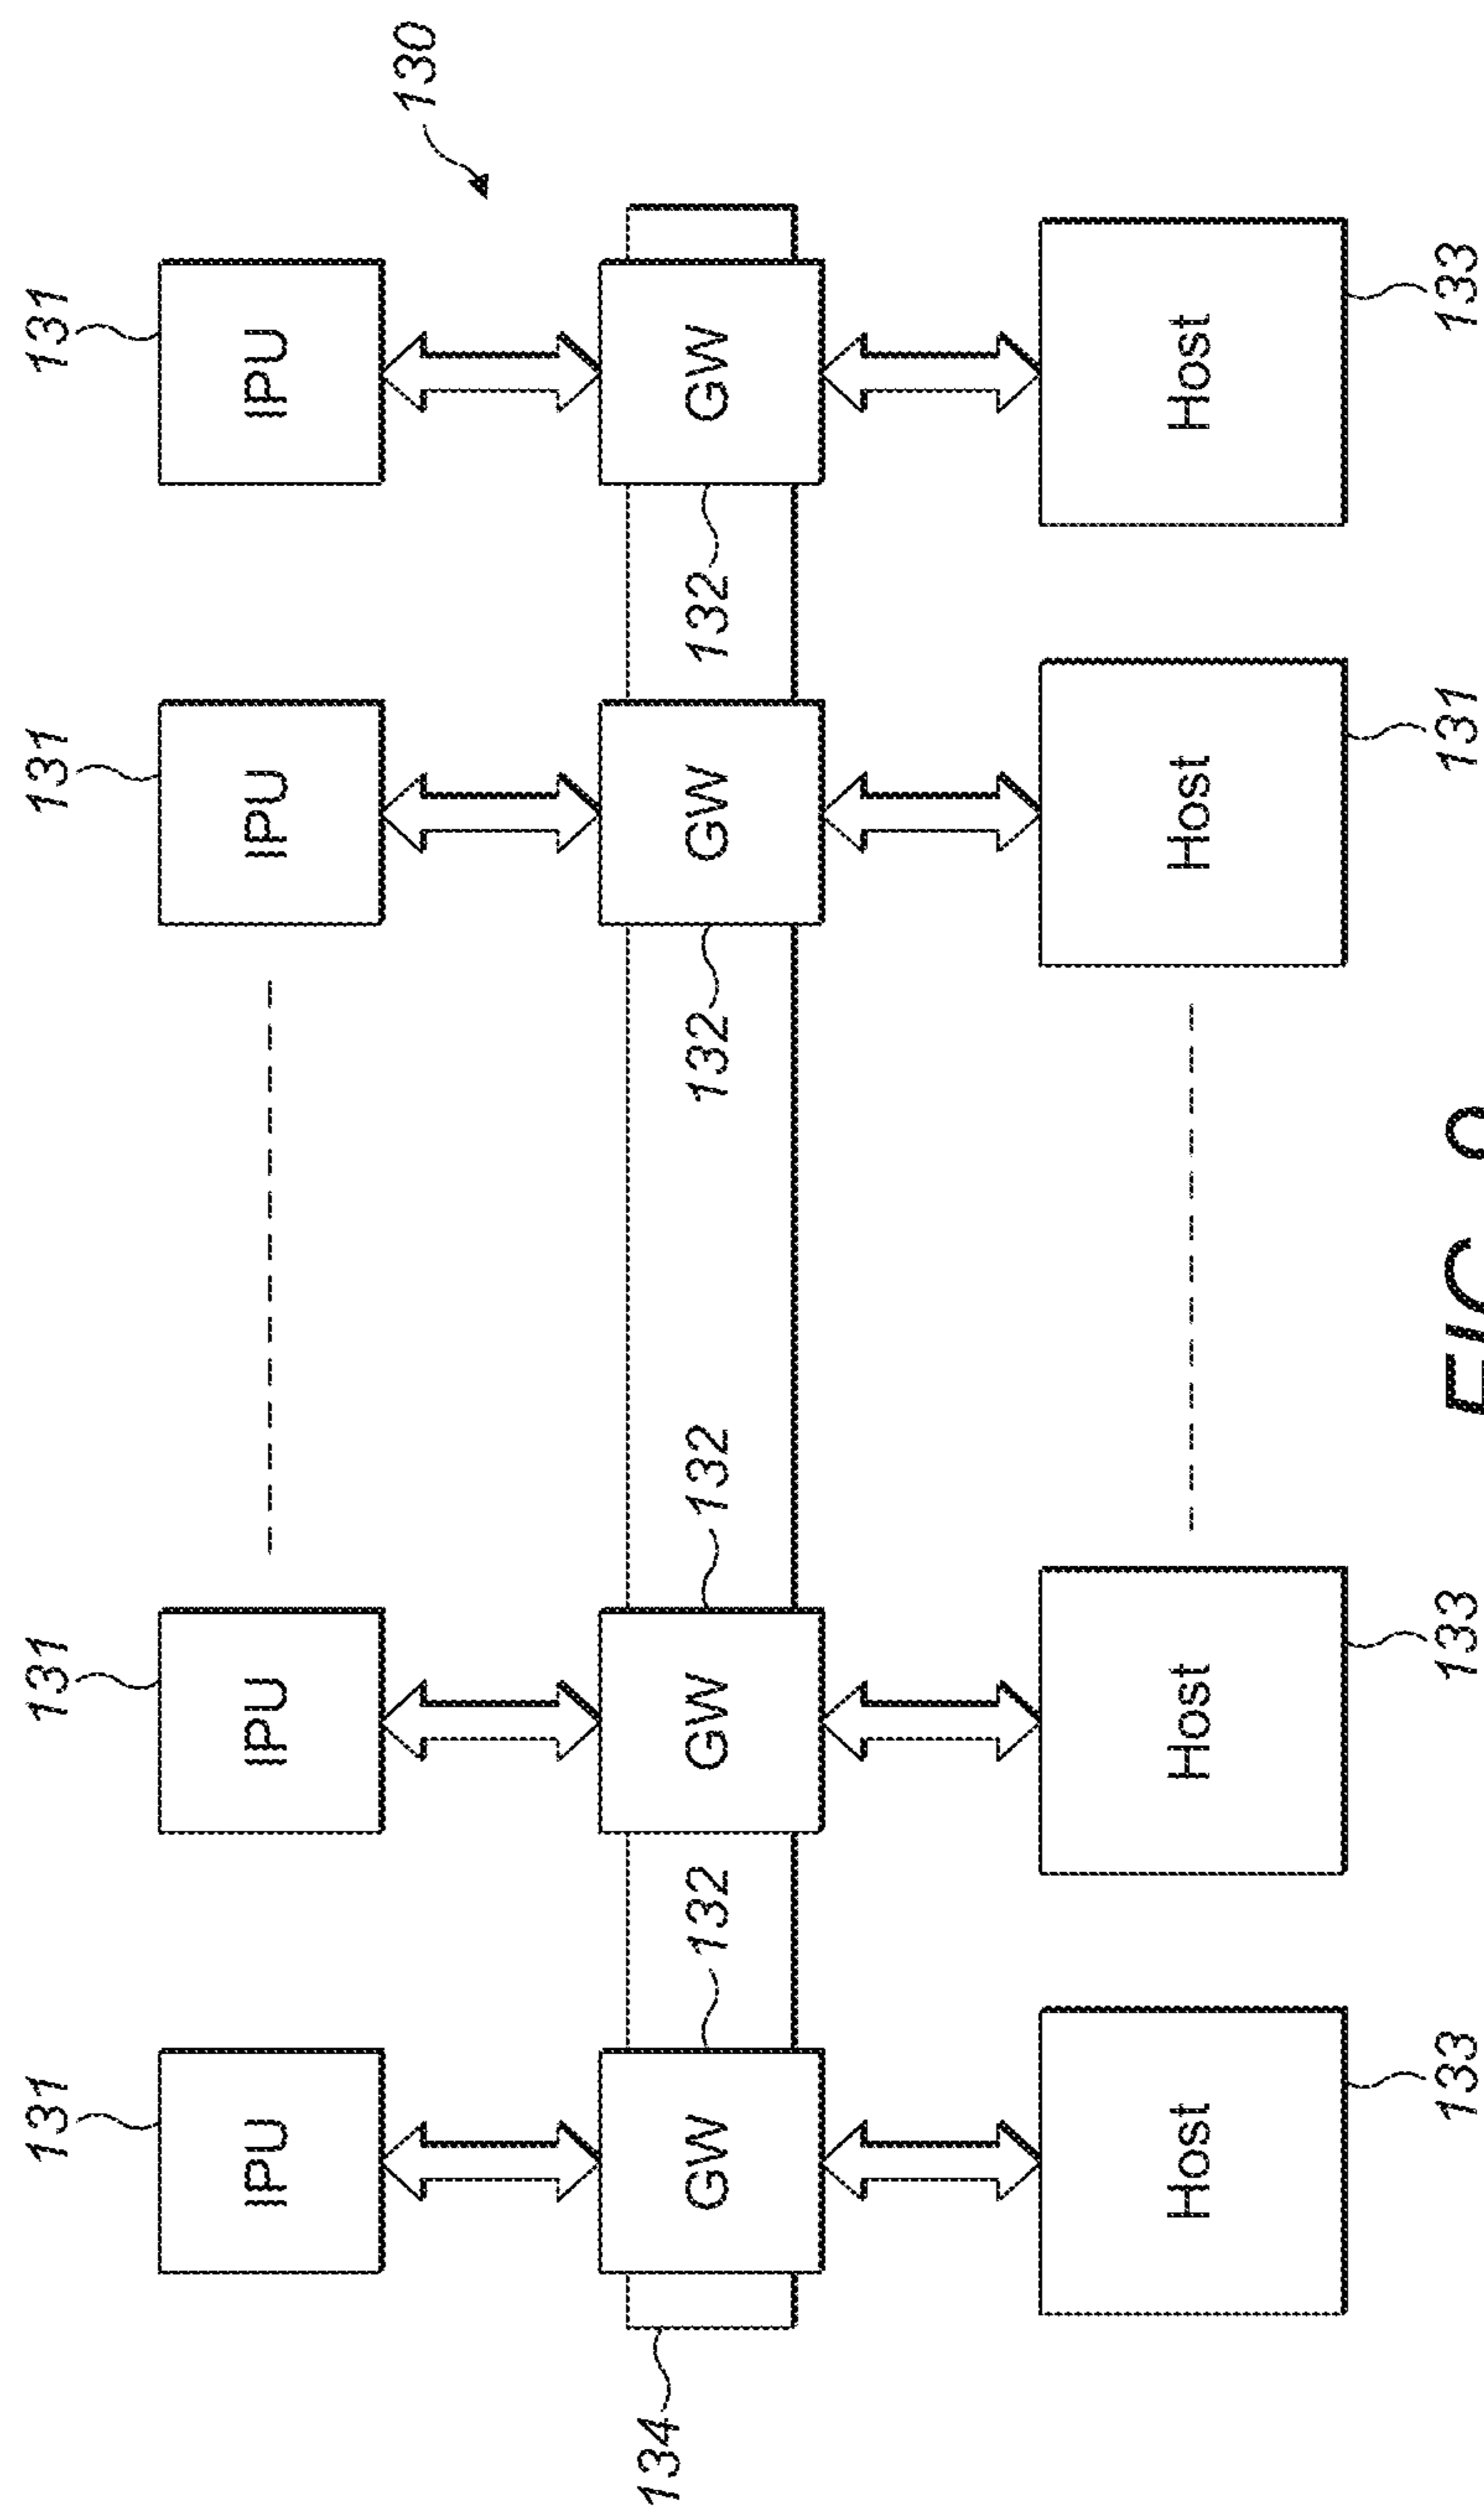 131 131 131 131
IPU IPU IPU IPU
130
134
GW 132 GW 132 132 GW 132 GW
Host Host Host Host
133 133 131 133
FIG.